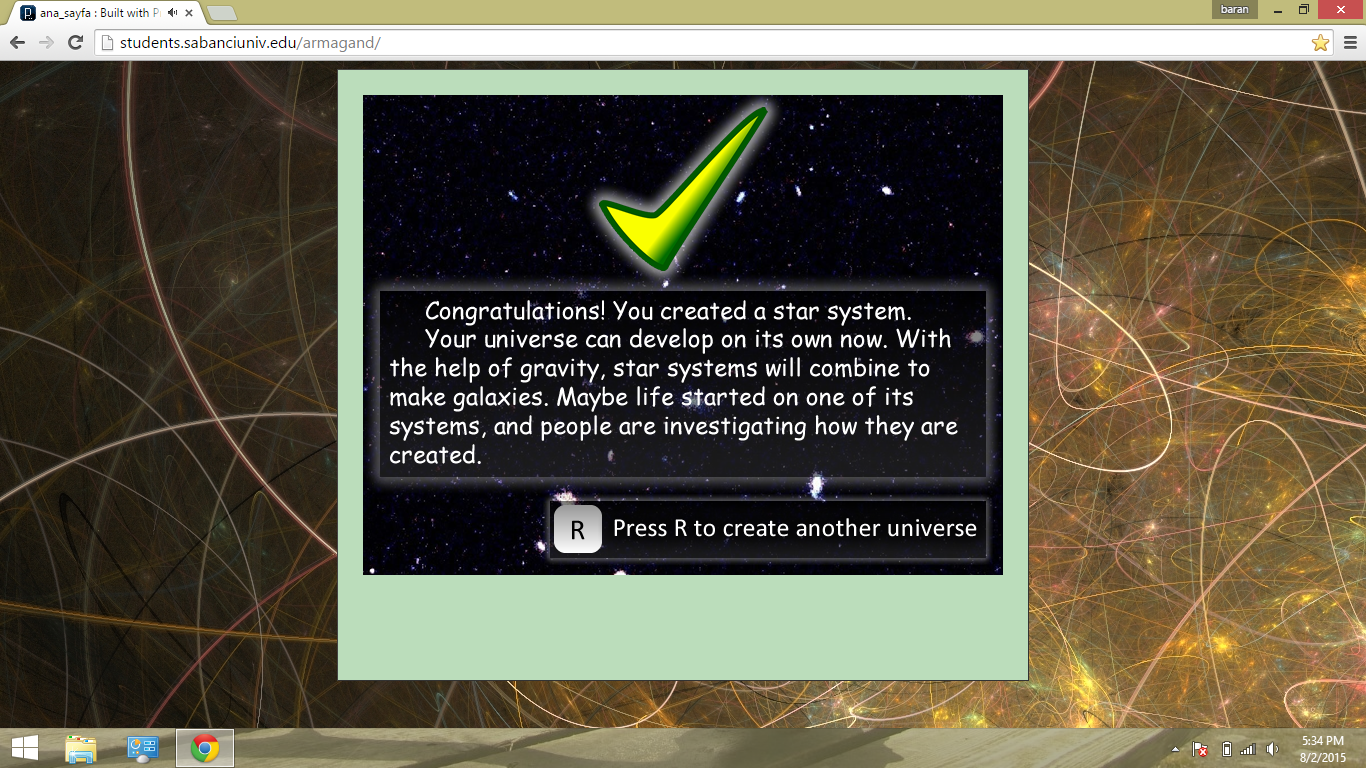 ana_sayfa : Built with P
baran
students.sabanciuniv.edu/armagand/
Congratulations! You created a star system.
Your universe can develop on its own now. With
the help of gravity, star systems will combine to
make galaxies. Maybe life started on one of its
systems, and people are investigating how they are
created.
R Press R to create another universe
5:34 PM
8/2/2015